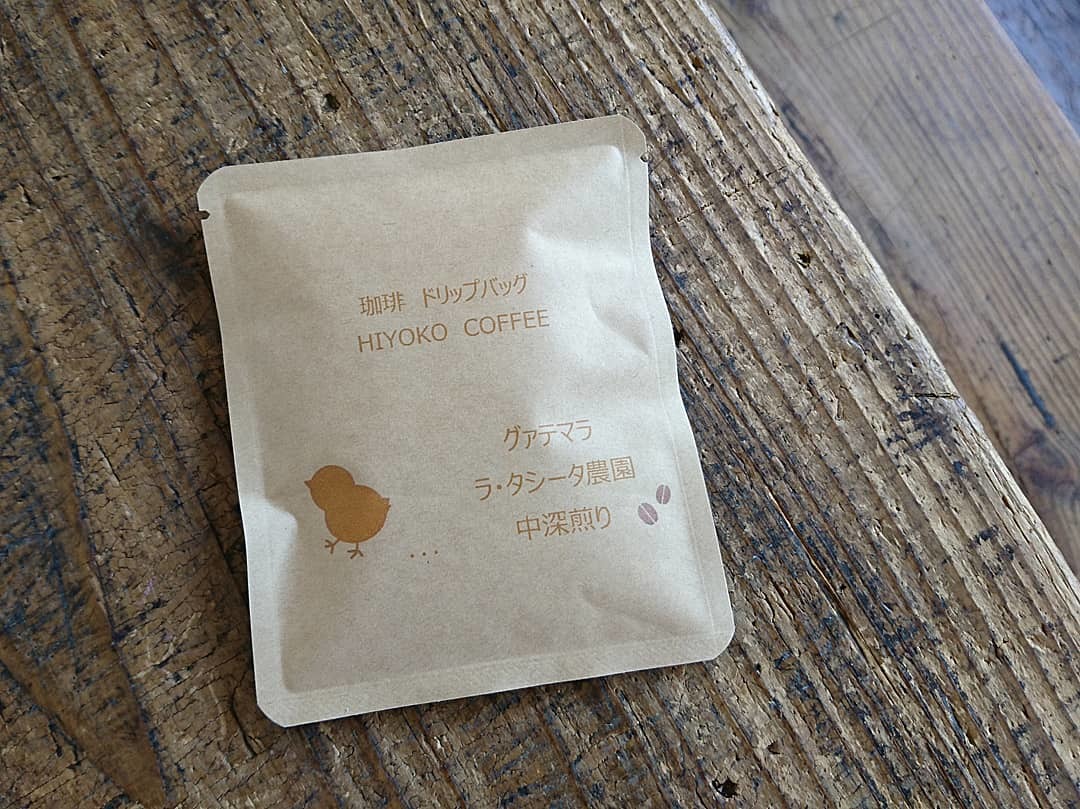 珈琲 ドリップバッグ
HIYOKO COFFEE
グァテマラ
ラ・タシータ農園
中深煎り
...